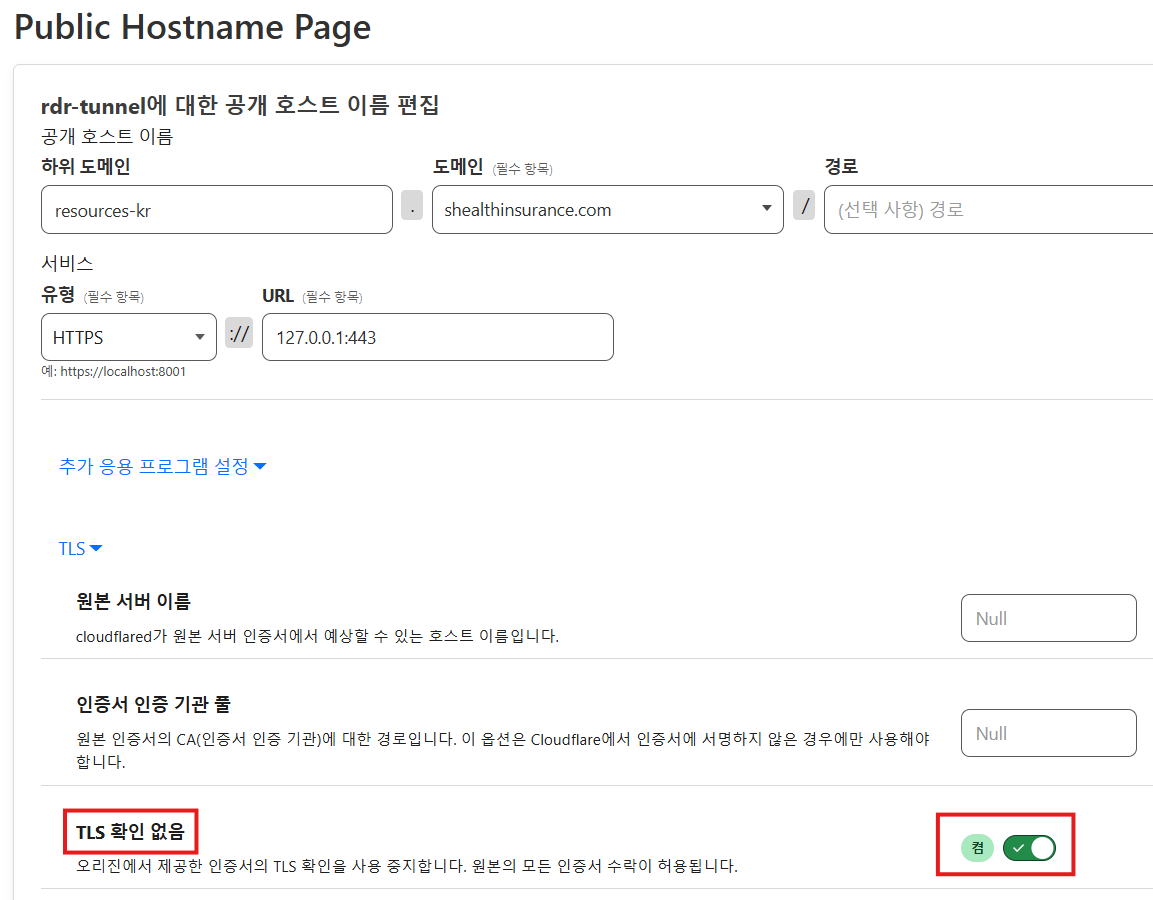 Public Hostname Page
rdr-tunnel에 대한 공개 호스트 이름 편집
공개 호스트 이름
하위 도메인
도메인 (필수 항목)
경로
resources-kr
.
shealthinsurance.com
/
(선택 사항) 경로
서비스
유형 (필수 항목)
URL (필수 항목)
HTTPS
://
127.0.0.1:443
예: https://localhost:8001
추가 응용 프로그램 설정
TLS
원본 서버 이름
cloudflared가 원본 서버 인증서에서 예상할 수 있는 호스트 이름입니다.
Null
인증서 인증 기관 풀
원본 인증서의 CA(인증서 인증 기관)에 대한 경로입니다. 이 옵션은 Cloudflare에서 인증서에 서명하지 않은 경우에만 사용해야
합니다.
Null
TLS 확인 없음
오리진에서 제공한 인증서의 TLS 확인을 사용 중지합니다. 원본의 모든 인증서 수락이 허용됩니다.
켬